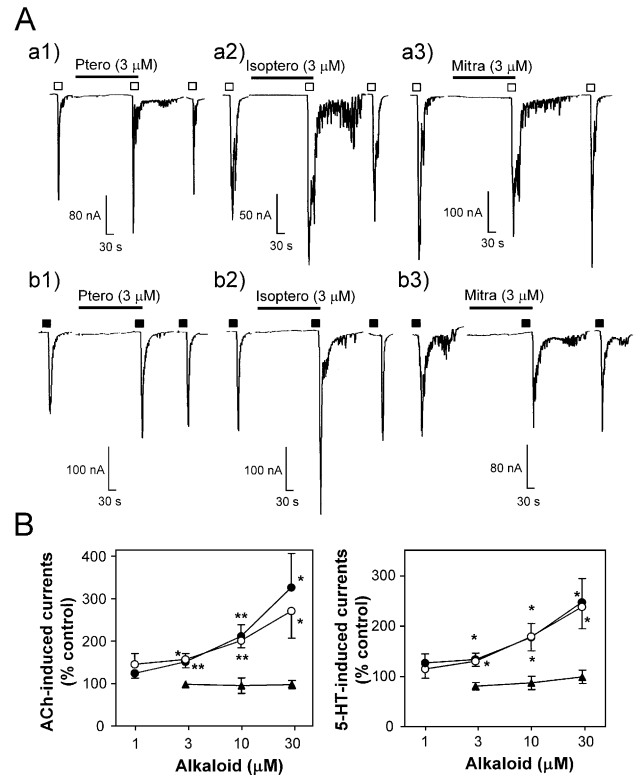 A
a1) a2) a3)
Ptero (3 μM) Isoptero (3 μM) Mitra (3 μM)
80 nA 50 nA 100 nA
30 s 30 s 30 s
b1) b2) b3)
Ptero (3 μM) Isoptero (3 μM) Mitra (3 μM)
100 nA 100 nA 80 nA
30 s 30 s 30 s
B
ACh-induced currents
(% control)
400
300
200
100
0
* ** ** ** * *
1 3 10 30
Alkaloid (μM)
5-HT-induced currents
(% control)
300
200
100
0
* * * * * *
1 3 10 30
Alkaloid (μM)